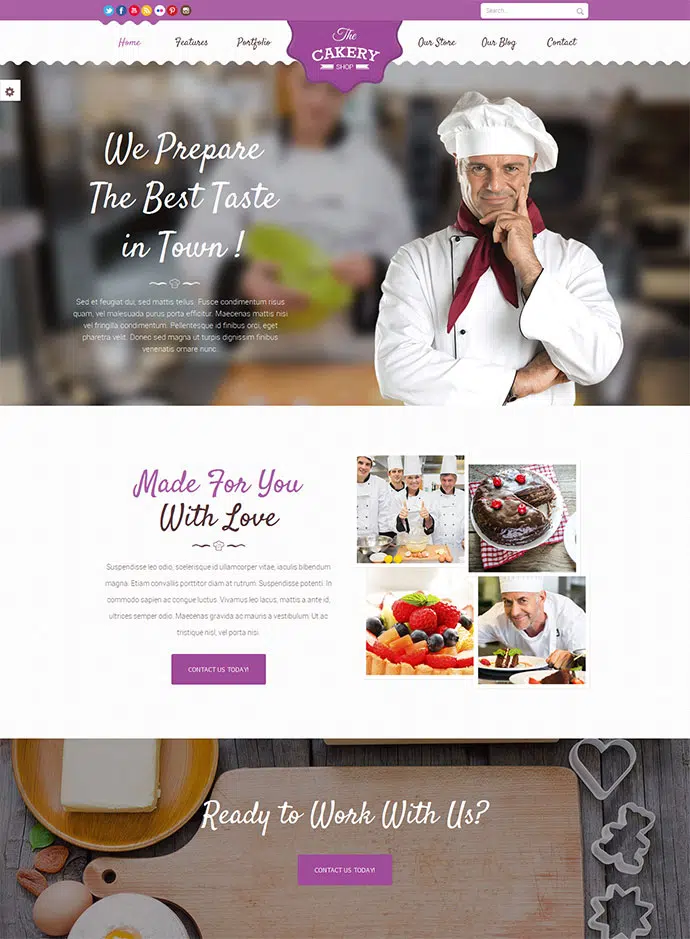 Search...
Home
Features
Portfolio
The
CAKERY
SHOP
Our Store
Our Blog
Contact
We Prepare
The Best Taste
in Town !
Sed et feugiat dui, sed mattis tellus. Fusce condimentum risus
quam, vel malesuada purus porta efficitur. Maecenas mattis nisi
vel fringilla condimentum. Pellentesque id finibus orci, eget
pharetra velit. Donec sed magna ut turpis dignissim finibus
venenatis ornare nunc.
Made For You
With Love
Suspendisse leo odio, scelerisque id ullamcorper vitae, iaculis bibendum
magna. Etiam convallis porttitor diam at rutrum. Suspendisse potenti. In
commodo sapien ac congue luctus. Vivamus leo lacus, mattis a ante id,
ultrices semper odio. Maecenas gravida ac mauris a vestibulum. Ut ac
tristique nisl, vel porta nisi.
CONTACT US TODAY!
Ready to Work With Us?
CONTACT US TODAY!